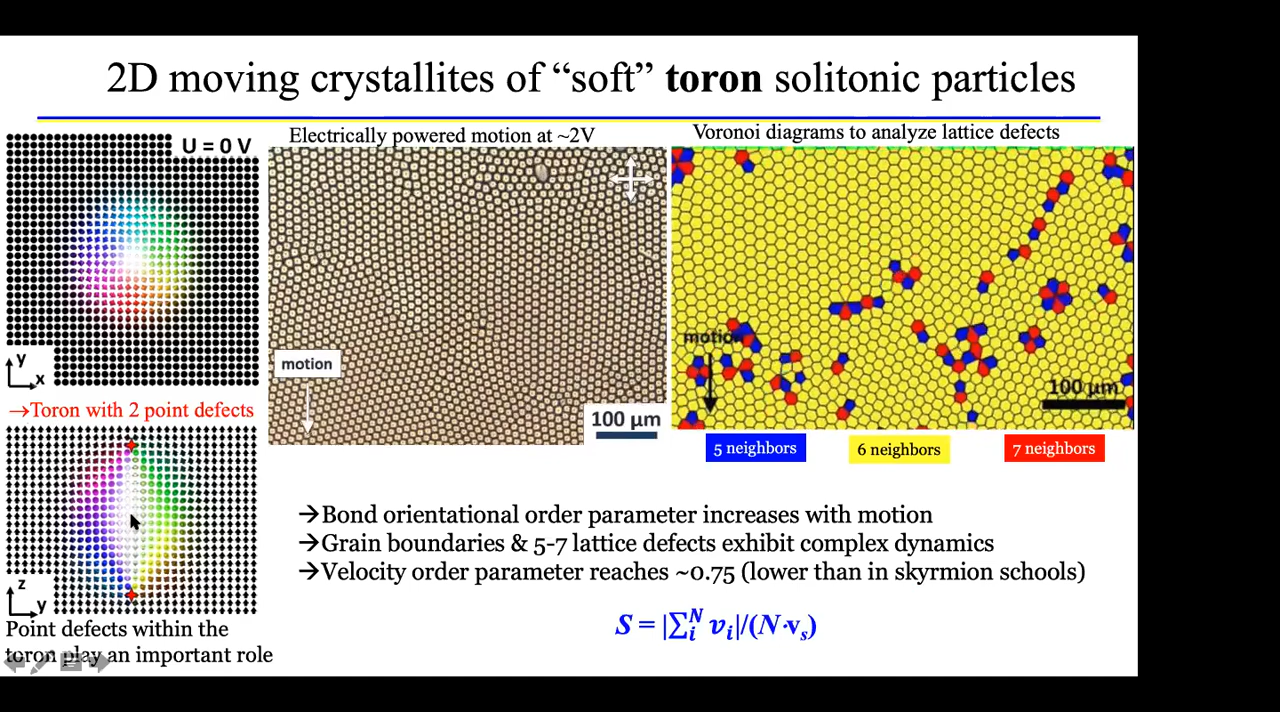 2D moving crystallites of “soft” toron solitonic particles
U = 0 V
y
x
→Toron with 2 point defects
z
y
Point defects within the
toron play an important role
Electrically powered motion at ~2V
motion
100 μm
Voronoi diagrams to analyze lattice defects
motion
100 μm
5 neighbors
6 neighbors
7 neighbors
→Bond orientational order parameter increases with motion
→Grain boundaries & 5-7 lattice defects exhibit complex dynamics
→Velocity order parameter reaches ~0.75 (lower than in skyrmion schools)
S = |∑ᵢᴺ vᵢ|/(N·vₛ)